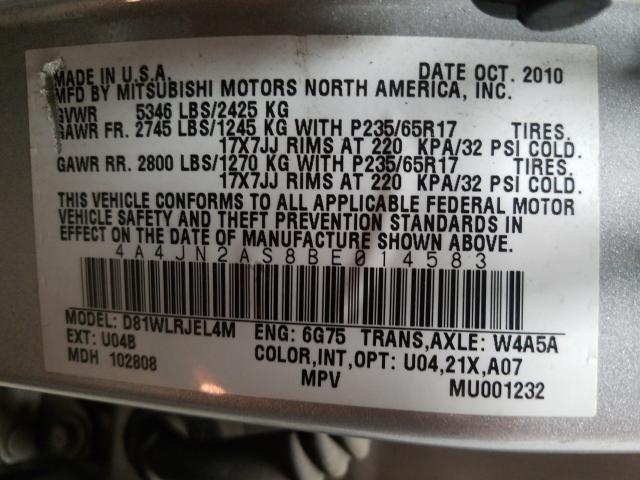 MADE IN U.S.A. DATE OCT. 2010
MFD BY MITSUBISHI MOTORS NORTH AMERICA, INC.
GVWR 5346 LBS/2425 KG
GAWR FR. 2745 LBS/1245 KG WITH P235/65R17 TIRES.
17X7JJ RIMS AT 220 KPA/32 PSI COLD.
GAWR RR. 2800 LBS/1270 KG WITH P235/65R17 TIRES.
17X7JJ RIMS AT 220 KPA/32 PSI COLD.
THIS VEHICLE CONFORMS TO ALL APPLICABLE FEDERAL MOTOR
VEHICLE SAFETY AND THEFT PREVENTION STANDARDS IN
EFFECT ON THE DATE OF MANUFACTURE SHOWN ABOVE.
4A4JN2AS8BE014583
MODEL: D81WLRJEL4M ENG: 6G75 TRANS,AXLE: W4A5A
EXT: U04B COLOR,INT,OPT: U04,21X,A07
MDH 102808 MPV MU001232